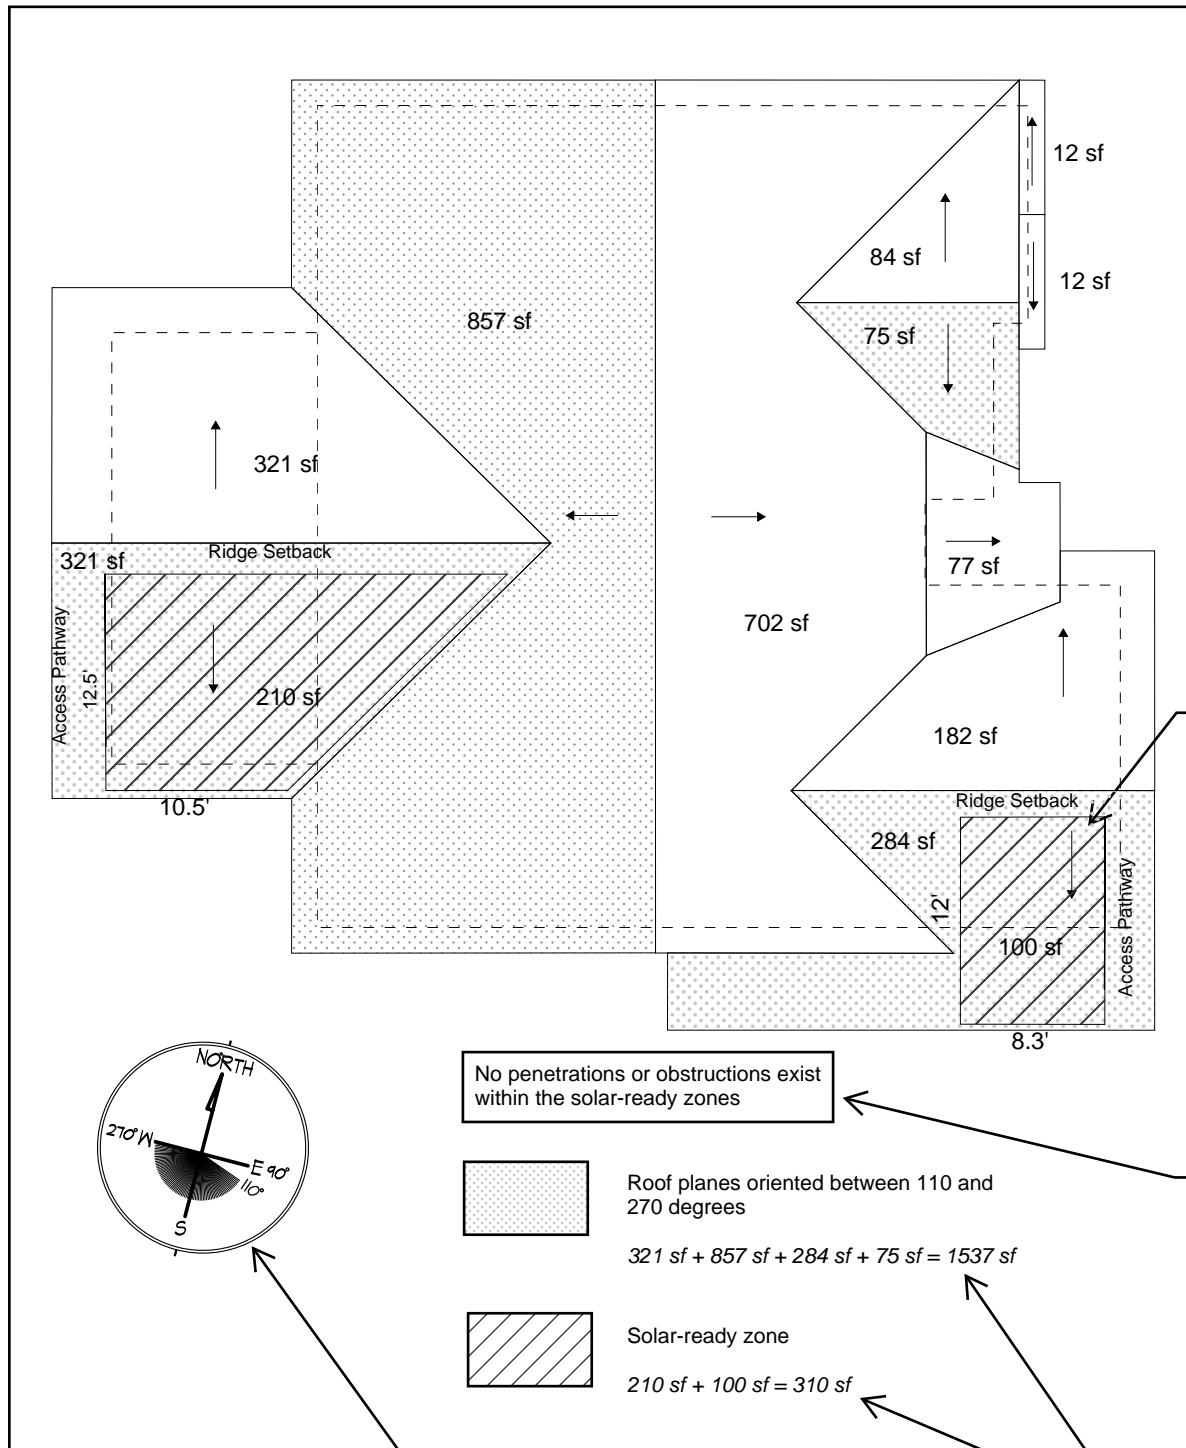 12 sf
84 sf
12 sf
857 sf
75 sf
321 sf
Ridge Setback
321 sf
77 sf
702 sf
Access Pathway
12.5'
210 sf
182 sf
10.5'
Ridge Setback
284 sf
12'
100 sf
Access Pathway
8.3'
NORTH
270° W
E 90°
110°
S
No penetrations or obstructions exist
within the solar-ready zones
Roof planes oriented between 110 and
270 degrees
321 sf + 857 sf + 284 sf + 75 sf = 1537 sf
Solar-ready zone
210 sf + 100 sf = 310 sf